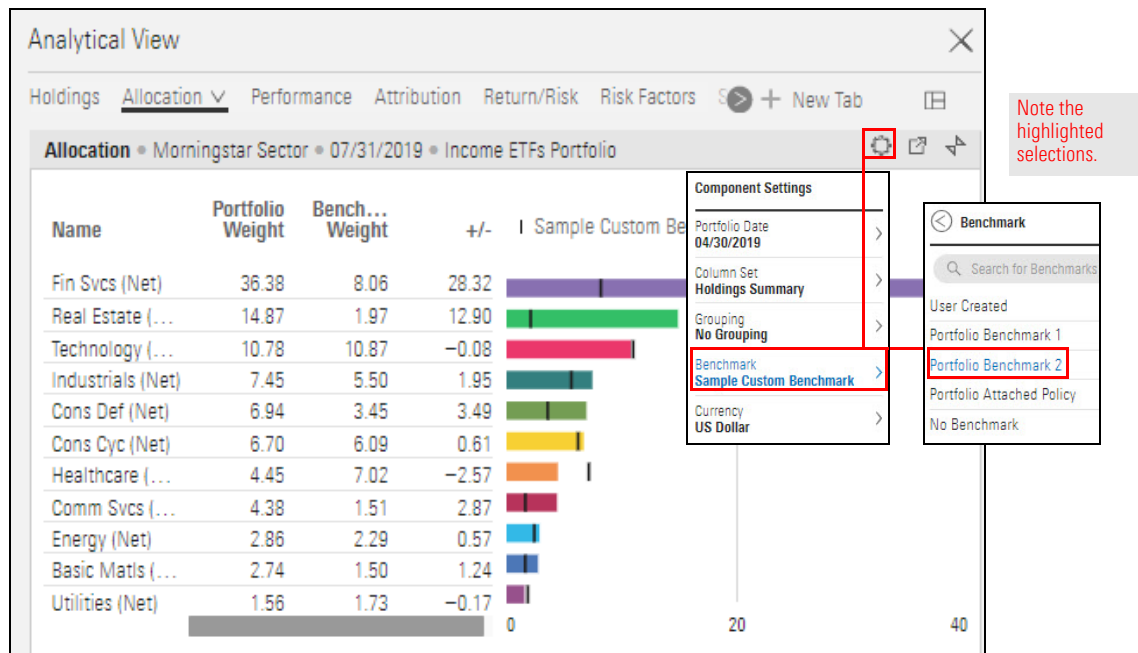 Analytical View
Holdings Allocation Performance Attribution Return/Risk Risk Factors S + New Tab
Note the
highlighted
selections.
Allocation • Morningstar Sector • 07/31/2019 • Income ETFs Portfolio
Name Portfolio Weight Bench... Weight +/- Sample Custom Be
Fin Svcs (Net) 36.38 8.06 28.32
Real Estate (... 14.87 1.97 12.90
Technology (... 10.78 10.87 −0.08
Industrials (Net) 7.45 5.50 1.95
Cons Def (Net) 6.94 3.45 3.49
Cons Cyc (Net) 6.70 6.09 0.61
Healthcare (... 4.45 7.02 −2.57
Comm Svcs (... 4.38 1.51 2.87
Energy (Net) 2.86 2.29 0.57
Basic Matls (... 2.74 1.50 1.24
Utilities (Net) 1.56 1.73 −0.17
0 20 40
Component Settings
Portfolio Date
04/30/2019
Column Set
Holdings Summary
Grouping
No Grouping
Benchmark
Sample Custom Benchmark
Currency
US Dollar
Benchmark
Search for Benchmarks
User Created
Portfolio Benchmark 1
Portfolio Benchmark 2
Portfolio Attached Policy
No Benchmark